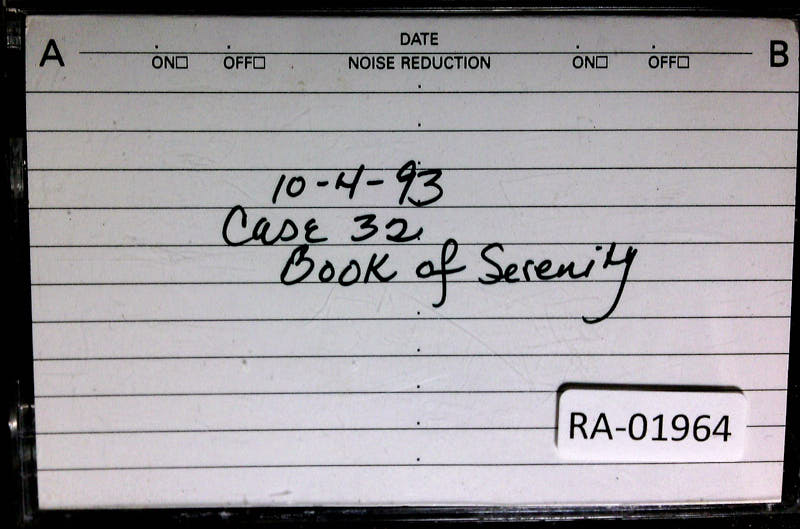 A DATE B
ON□ OFF□ NOISE REDUCTION ON□ OFF□
10-4-93
Case 32
Book of Serenity
RA-01964